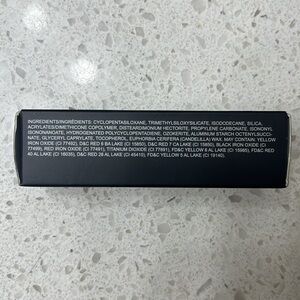 INGREDIENTS/INGREDIENTS: CYCLOPENTASILOXANE, TRIMETHYLSILOXYSILICATE, ISODODECANE, SILICA,
ACRYLATES/DIMETHICONE COPOLYMER, DISTEARDIMONIUM HECTORITE, PROPYLENE CARBONATE, ISONONYL
ISONONANOATE, HYDROGENATED POLYCYCLOPENTADIENE, OZOKERITE, ALUMINUM STARCH OCTENYLSUCCI-
NATE, GLYCERYL CAPRYLATE, TOCOPHEROL, EUPHORBIA CERIFERA (CANDELILLA) WAX. MAY CONTAIN: YELLOW
IRON OXIDE (CI 77492), D&C RED 6 BA LAKE (CI 15850), D&C RED 7 CA LAKE (CI 15850), BLACK IRON OXIDE (CI
77499), RED IRON OXIDE (CI 77491), TITANIUM DIOXIDE (CI 77891), FD&C YELLOW 6 AL LAKE (CI 15985), FD&C RED
40 AL LAKE (CI 16035), D&C RED 28 AL LAKE (CI 45410), FD&C YELLOW 5 AL LAKE (CI 19140).